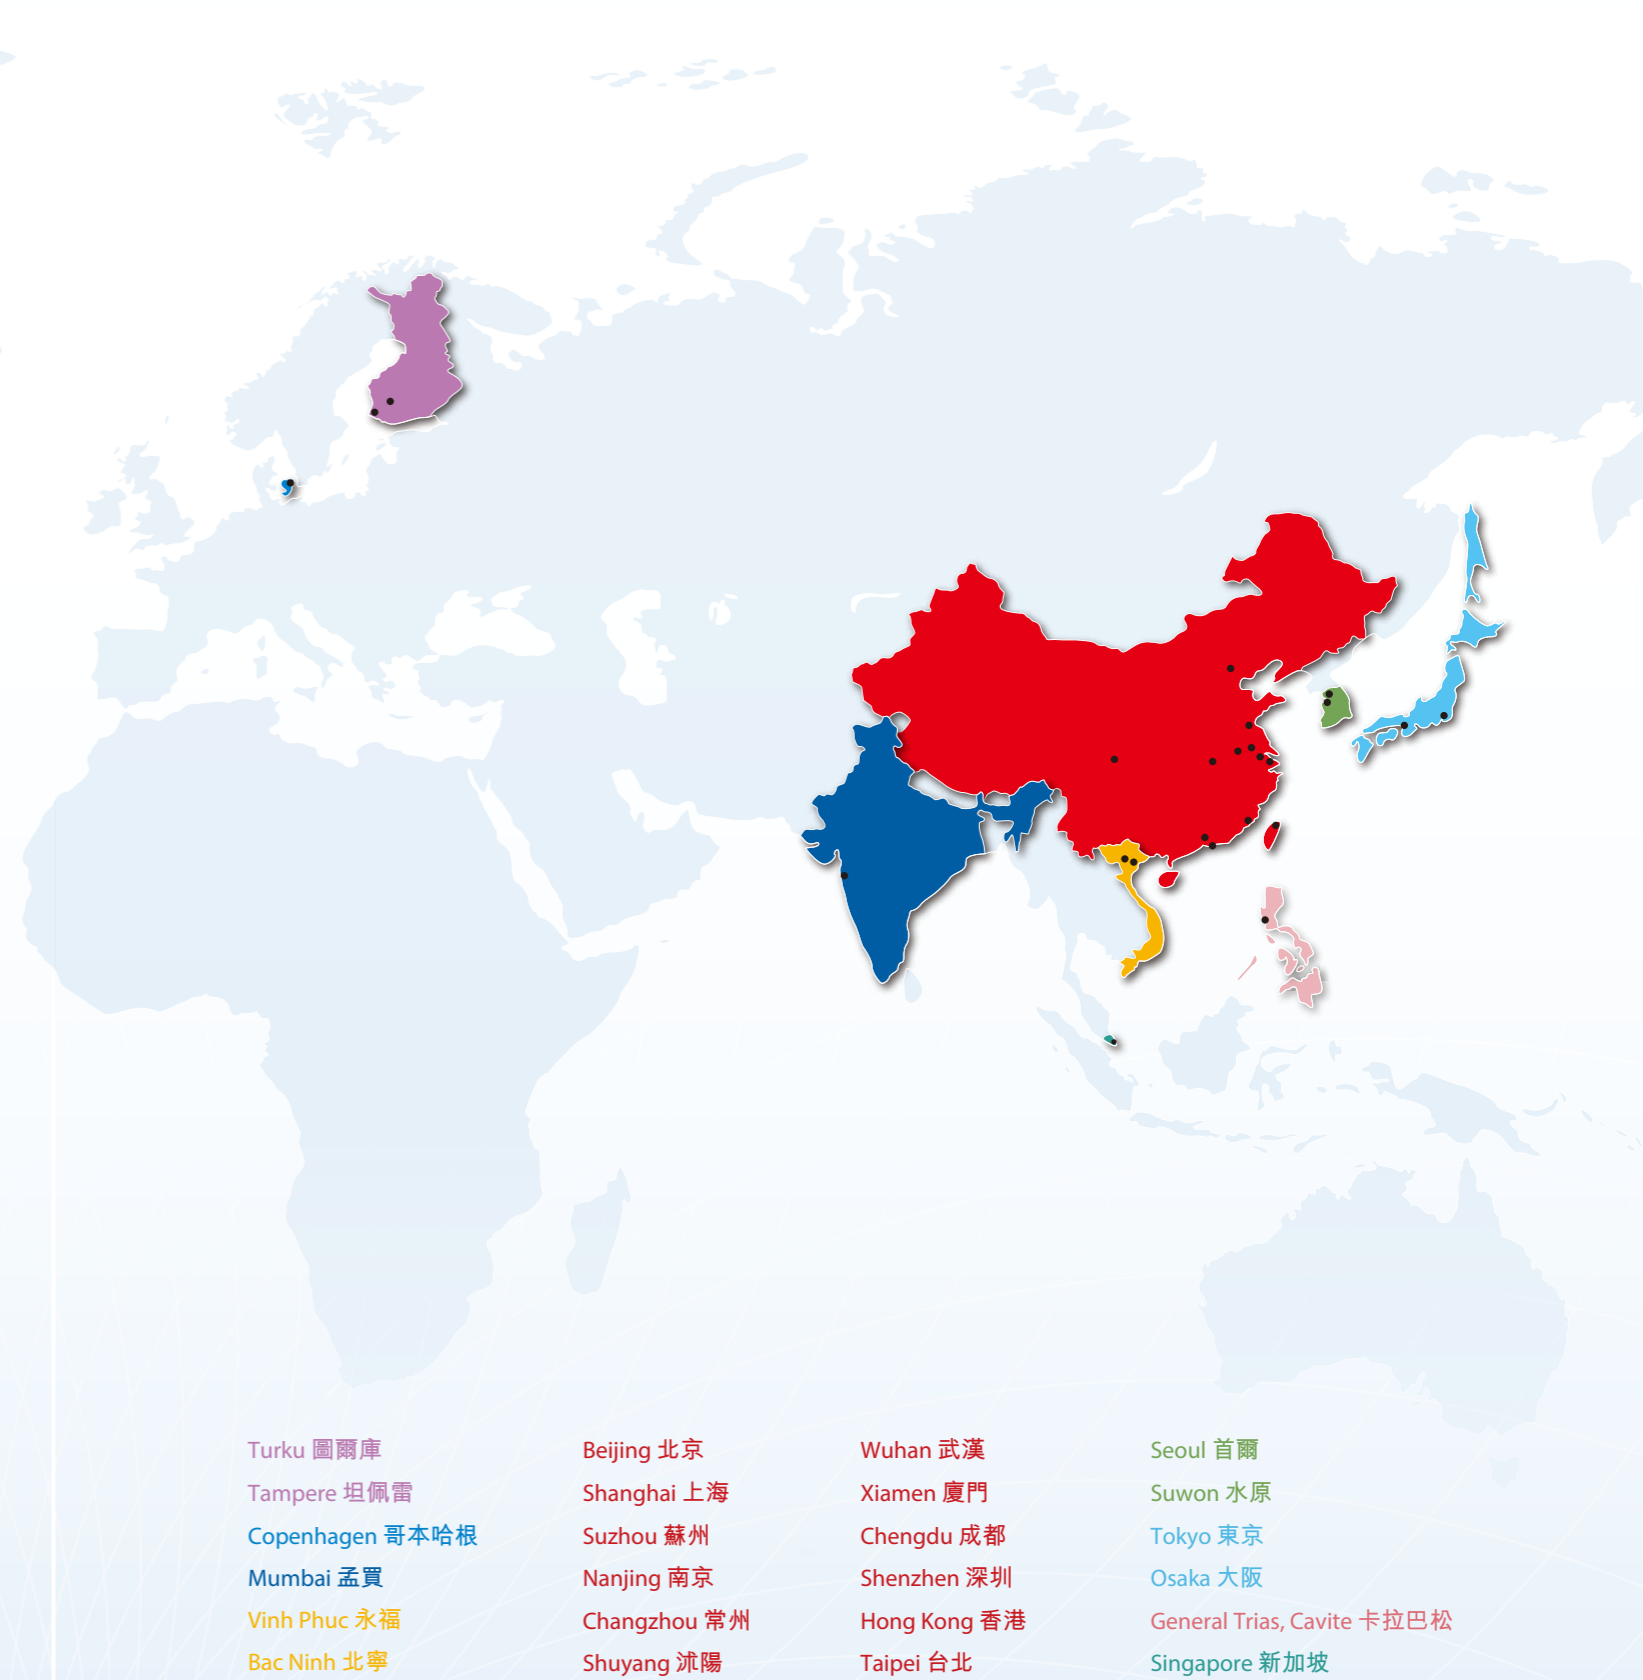 Turku 圖爾庫
Tampere 坦佩雷
Copenhagen 哥本哈根
Mumbai 孟買
Vinh Phuc 永福
Bac Ninh 北寧
Beijing 北京
Shanghai 上海
Suzhou 蘇州
Nanjing 南京
Changzhou 常州
Shuyang 沭陽
Wuhan 武漢
Xiamen 廈門
Chengdu 成都
Shenzhen 深圳
Hong Kong 香港
Taipei 台北
Seoul 首爾
Suwon 水原
Tokyo 東京
Osaka 大阪
General Trias, Cavite 卡拉巴松
Singapore 新加坡